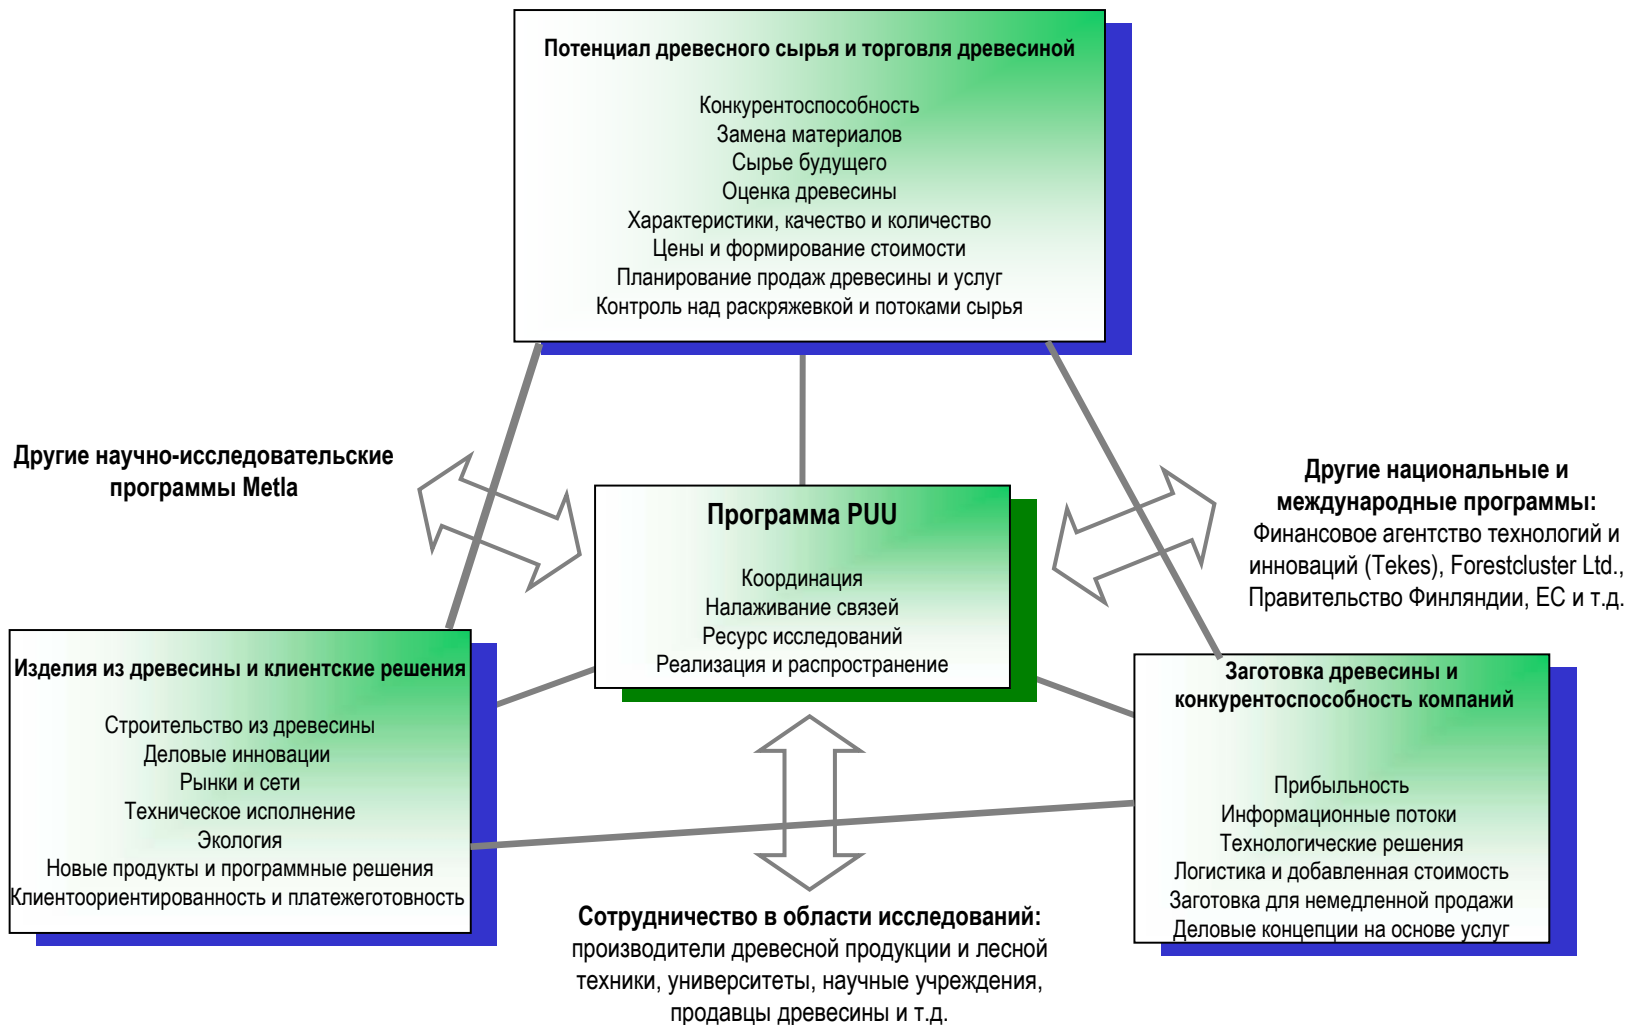 Потенциал древесного сырья и торговля древесиной
Конкурентоспособность
Замена материалов
Сырье будущего
Оценка древесины
Характеристики, качество и количество
Цены и формирование стоимости
Планирование продаж древесины и услуг
Контроль над раскряжевкой и потоками сырья
Другие научно-исследовательские
программы Metla
Другие национальные и
международные программы:
Финансовое агентство технологий и
инноваций (Tekes), Forestcluster Ltd.,
Правительство Финляндии, ЕС и т.д.
Программа PUU
Координация
Налаживание связей
Ресурс исследований
Реализация и распространение
Изделия из древесины и клиентские решения
Строительство из древесины
Деловые инновации
Рынки и сети
Техническое исполнение
Экология
Новые продукты и программные решения
Клиентоориентированность и платежеготовность
Заготовка древесины и
конкурентоспособность компаний
Прибыльность
Информационные потоки
Технологические решения
Логистика и добавленная стоимость
Заготовка для немедленной продажи
Деловые концепции на основе услуг
Сотрудничество в области исследований:
производители древесной продукции и лесной
техники, университеты, научные учреждения,
продавцы древесины и т.д.